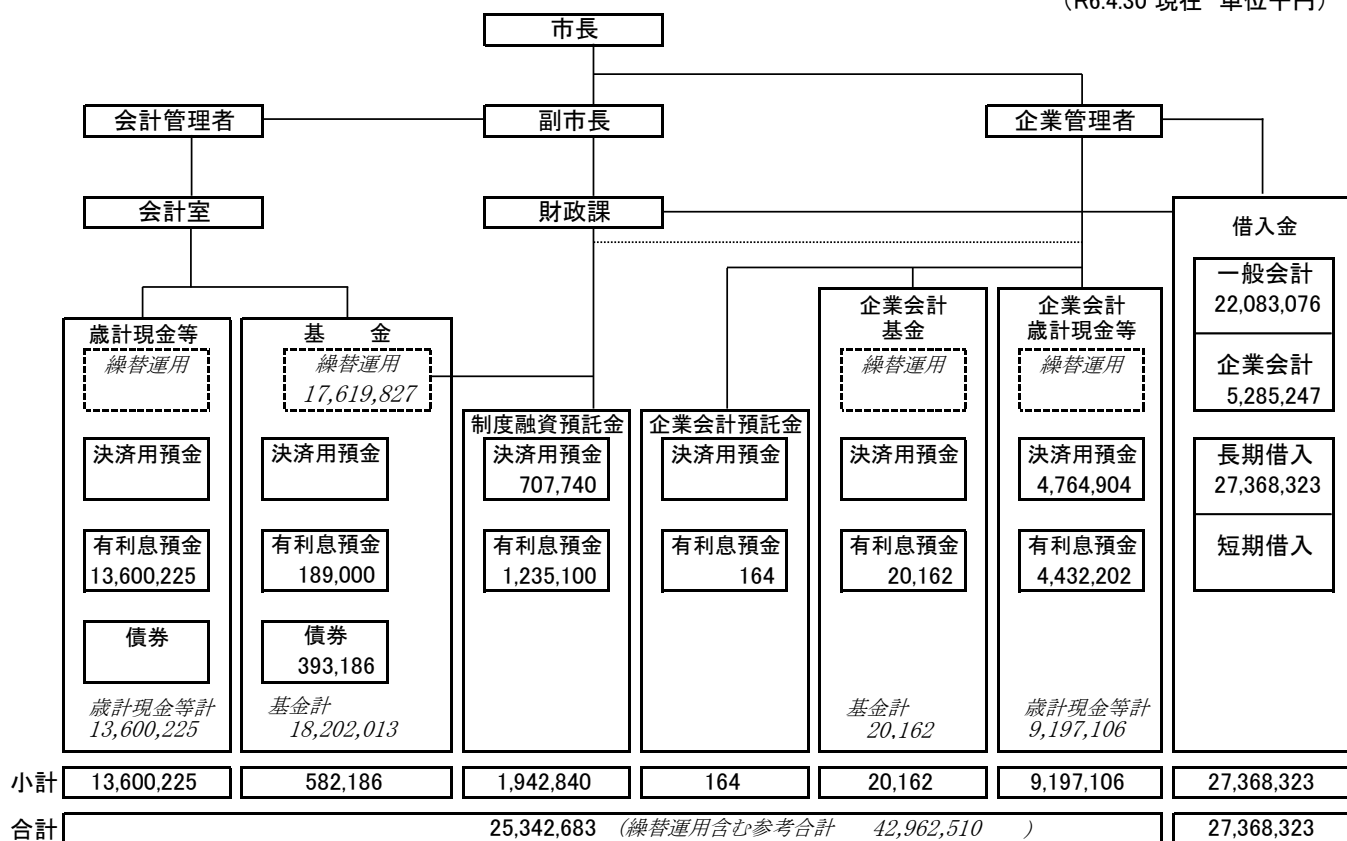 (R6.4.30 現在 単位千円)
市長
会計管理者
副市長
企業管理者
会計室
財政課
借入金
一般会計
22,083,076
企業会計
5,285,247
長期借入
27,368,323
短期借入
歳計現金等
繰替運用
決済用預金
有利息預金
13,600,225
債券
歳計現金等計
13,600,225
基 金
繰替運用
17,619,827
決済用預金
有利息預金
189,000
債券
393,186
基金計
18,202,013
制度融資預託金
決済用預金
707,740
有利息預金
1,235,100
企業会計預託金
決済用預金
有利息預金
164
企業会計
基金
繰替運用
決済用預金
有利息預金
20,162
基金計
20,162
企業会計
歳計現金等
繰替運用
決済用預金
4,764,904
有利息預金
4,432,202
歳計現金等計
9,197,106
小計 13,600,225 582,186 1,942,840 164 20,162 9,197,106 27,368,323
合計 25,342,683 (繰替運用含む参考合計 42,962,510 ) 27,368,323